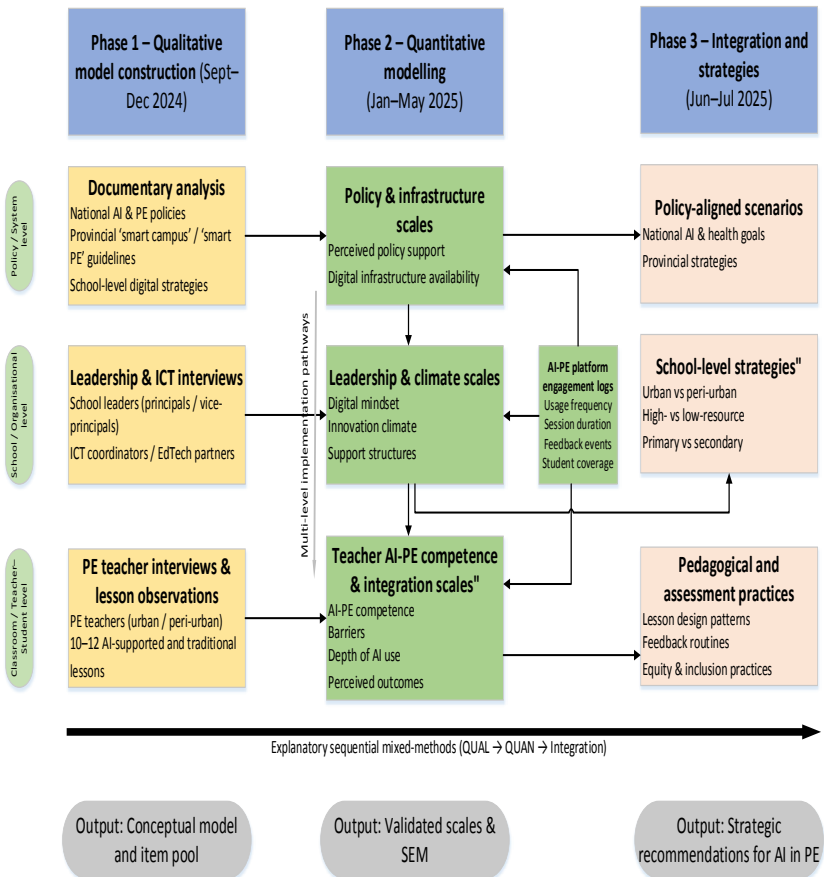 Phase 1 – Qualitative
model construction (Sept–
Dec 2024)
Phase 2 – Quantitative
modelling
(Jan–May 2025)
Phase 3 – Integration and
strategies
(Jun–Jul 2025)
Policy / System
level
Documentary analysis
National AI & PE policies
Provincial ‘smart campus’ / ‘smart
PE’ guidelines
School-level digital strategies
Policy & infrastructure
scales
Perceived policy support
Digital infrastructure availability
Policy-aligned scenarios
National AI & health goals
Provincial strategies
Multi-level implementation pathways
School / Organisational
level
Leadership & ICT interviews
School leaders (principals / vice-
principals)
ICT coordinators / EdTech partners
Leadership & climate scales
Digital mindset
Innovation climate
Support structures
AI-PE platform
engagement logs
Usage frequency
Session duration
Feedback events
Student coverage
School-level strategies"
Urban vs peri-urban
High- vs low-resource
Primary vs secondary
Classroom / Teacher–
Student level
PE teacher interviews &
lesson observations
PE teachers (urban / peri-urban)
10–12 AI-supported and traditional
lessons
Teacher AI-PE competence
& integration scales"
AI-PE competence
Barriers
Depth of AI use
Perceived outcomes
Pedagogical and
assessment practices
Lesson design patterns
Feedback routines
Equity & inclusion practices
Explanatory sequential mixed-methods (QUAL → QUAN → Integration)
Output: Conceptual model
and item pool
Output: Validated scales &
SEM
Output: Strategic
recommendations for AI in PE